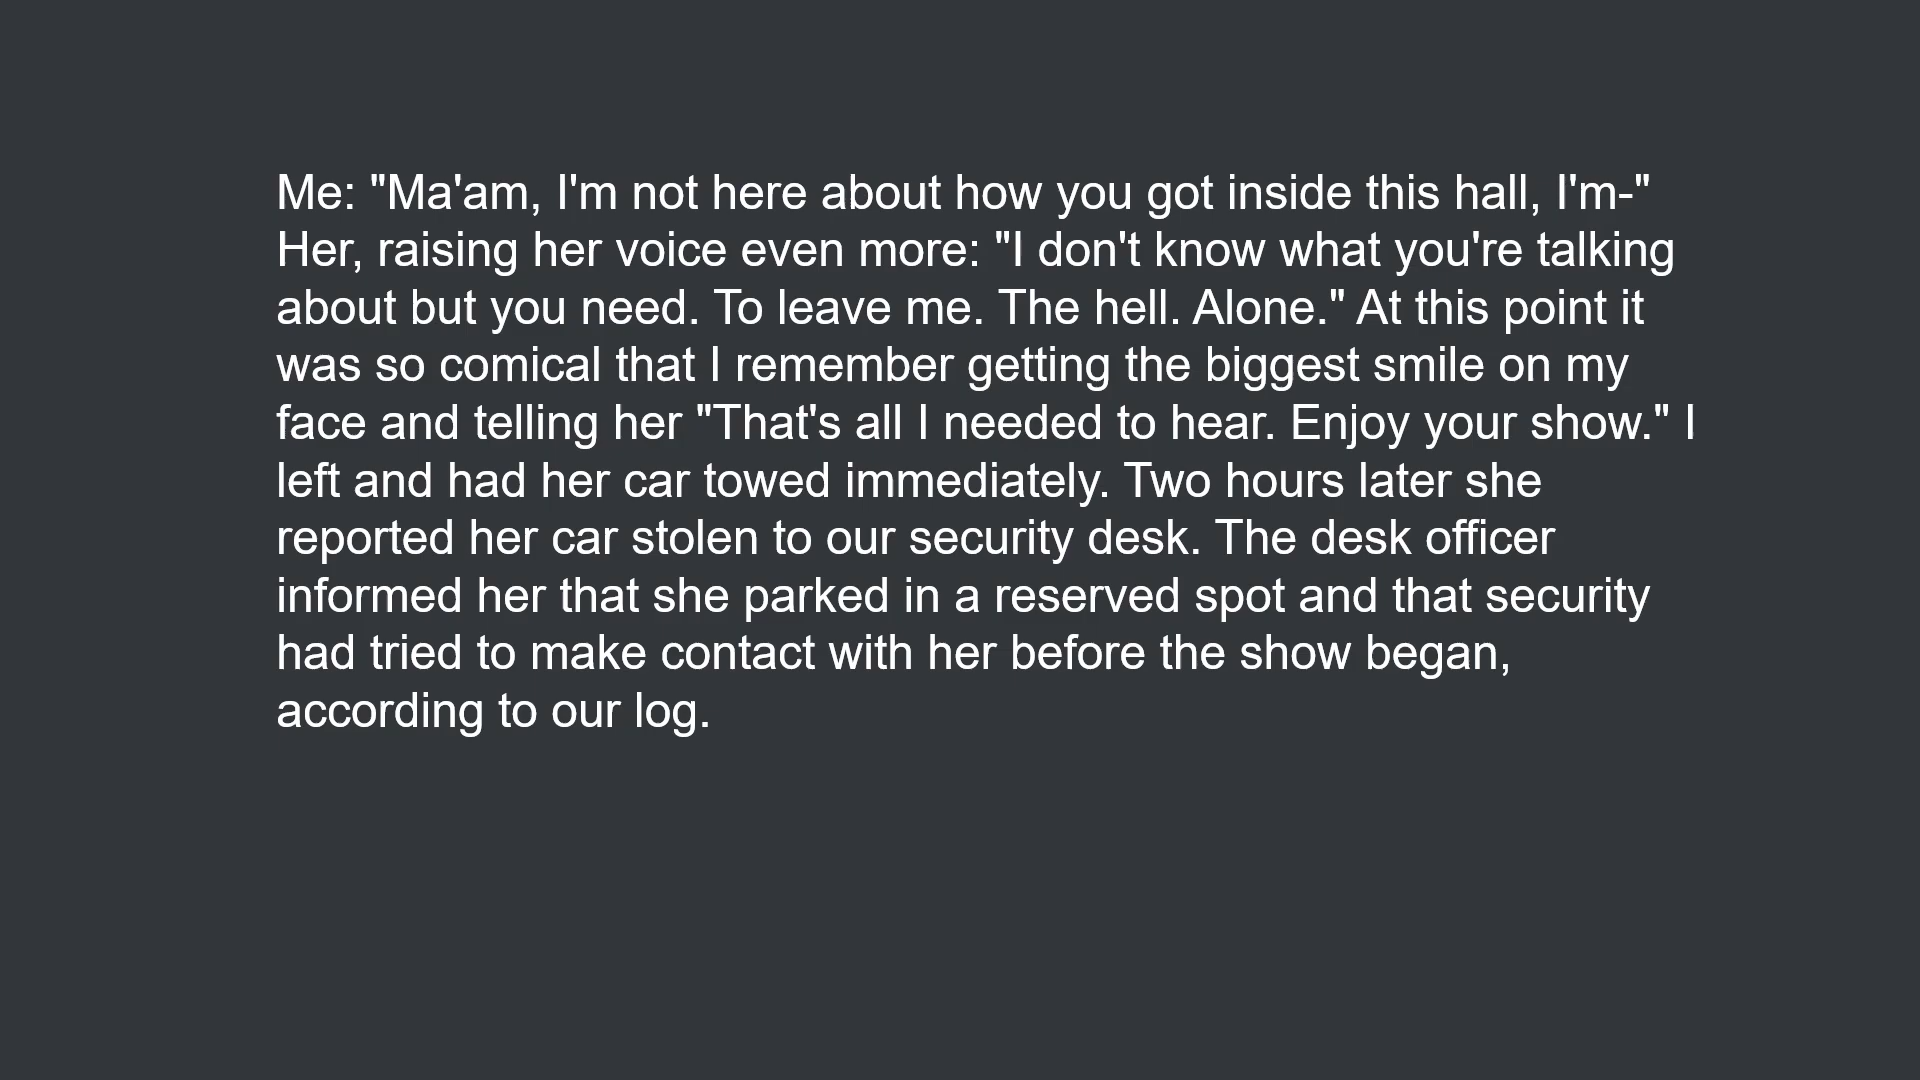 Me: "Ma'am, I'm not here about how you got inside this hall, I'm-"
Her, raising her voice even more: "I don't know what you're talking
about but you need. To leave me. The hell. Alone." At this point it
was so comical that I remember getting the biggest smile on my
face and telling her "That's all I needed to hear. Enjoy your show." I
left and had her car towed immediately. Two hours later she
reported her car stolen to our security desk. The desk officer
informed her that she parked in a reserved spot and that security
had tried to make contact with her before the show began,
according to our log.